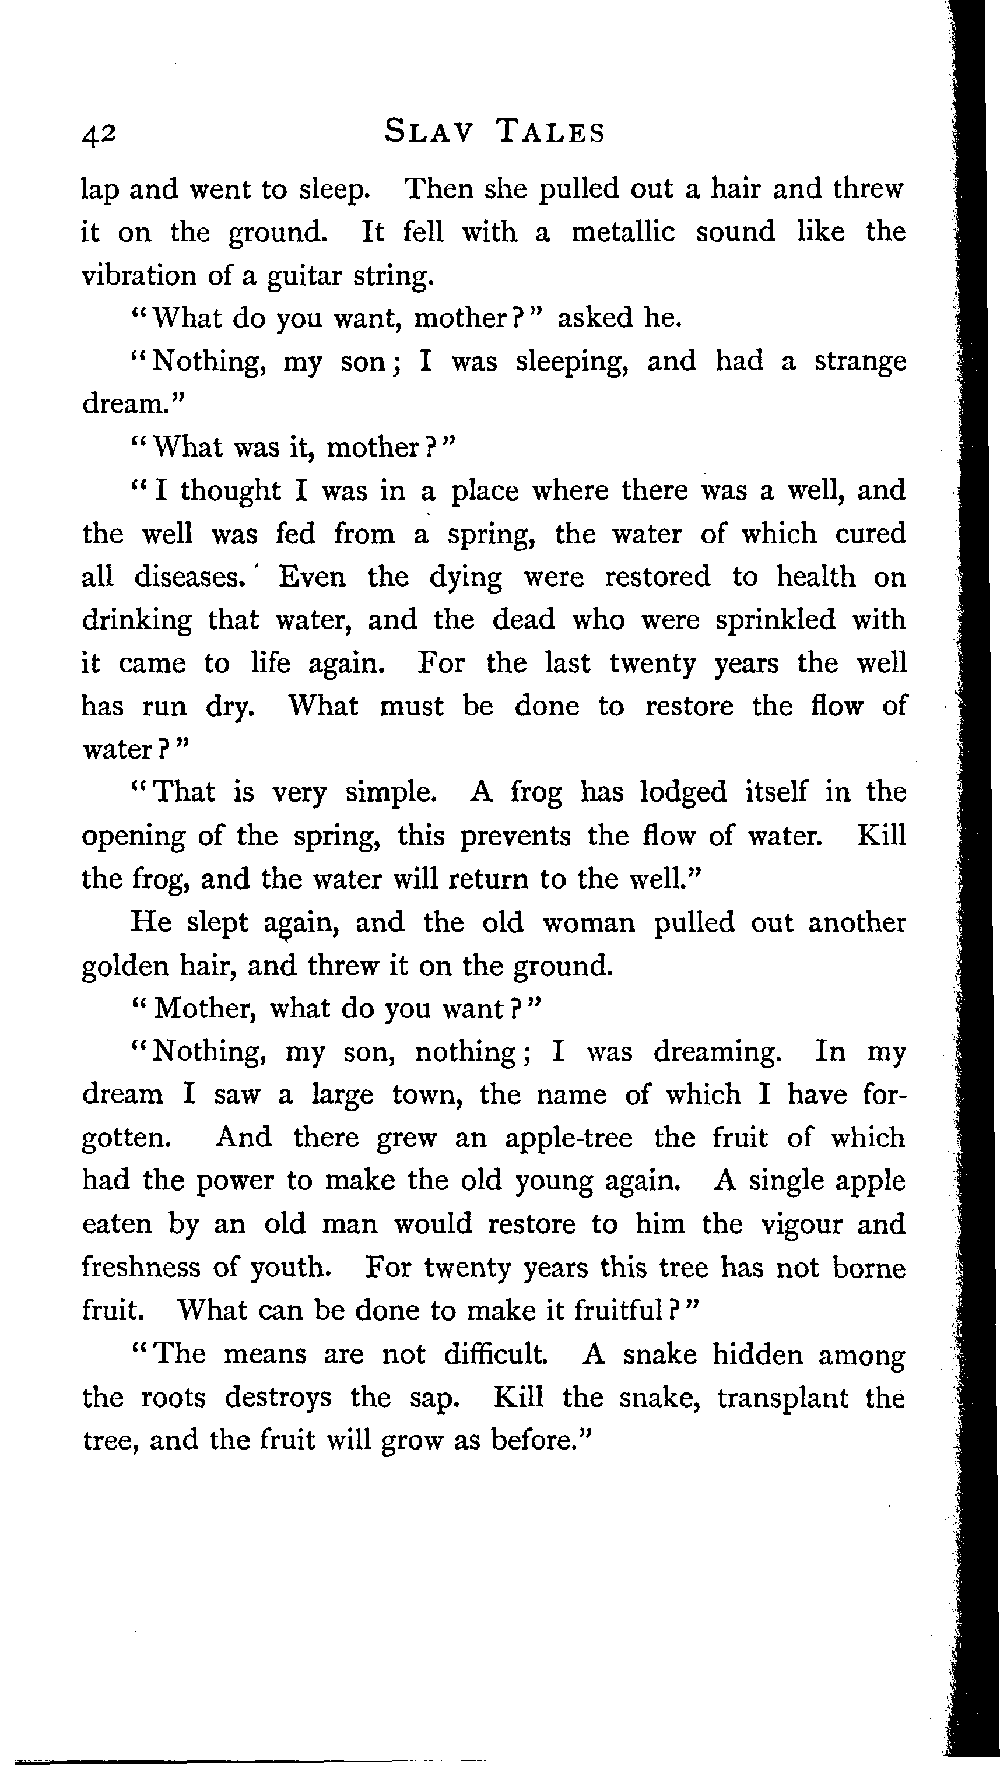 42 SLAV TALES
lap and went to sleep. Then she pulled out a hair and threw
it on the ground. It fell with a metallic sound like the
vibration of a guitar string.
"What do you want, mother?" asked he.
"Nothing, my son; I was sleeping, and had a strange
dream."
"What was it, mother?"
"I thought I was in a place where there was a well, and
the well was fed from a spring, the water of which cured
all diseases. Even the dying were restored to health on
drinking that water, and the dead who were sprinkled with
it came to life again. For the last twenty years the well
has run dry. What must be done to restore the flow of
water?"
"That is very simple. A frog has lodged itself in the
opening of the spring, this prevents the flow of water. Kill
the frog, and the water will return to the well."
He slept again, and the old woman pulled out another
golden hair, and threw it on the ground.
"Mother, what do you want?"
"Nothing, my son, nothing; I was dreaming. In my
dream I saw a large town, the name of which I have for-
gotten. And there grew an apple-tree the fruit of which
had the power to make the old young again. A single apple
eaten by an old man would restore to him the vigour and
freshness of youth. For twenty years this tree has not borne
fruit. What can be done to make it fruitful?"
"The means are not difficult. A snake hidden among
the roots destroys the sap. Kill the snake, transplant the
tree, and the fruit will grow as before."